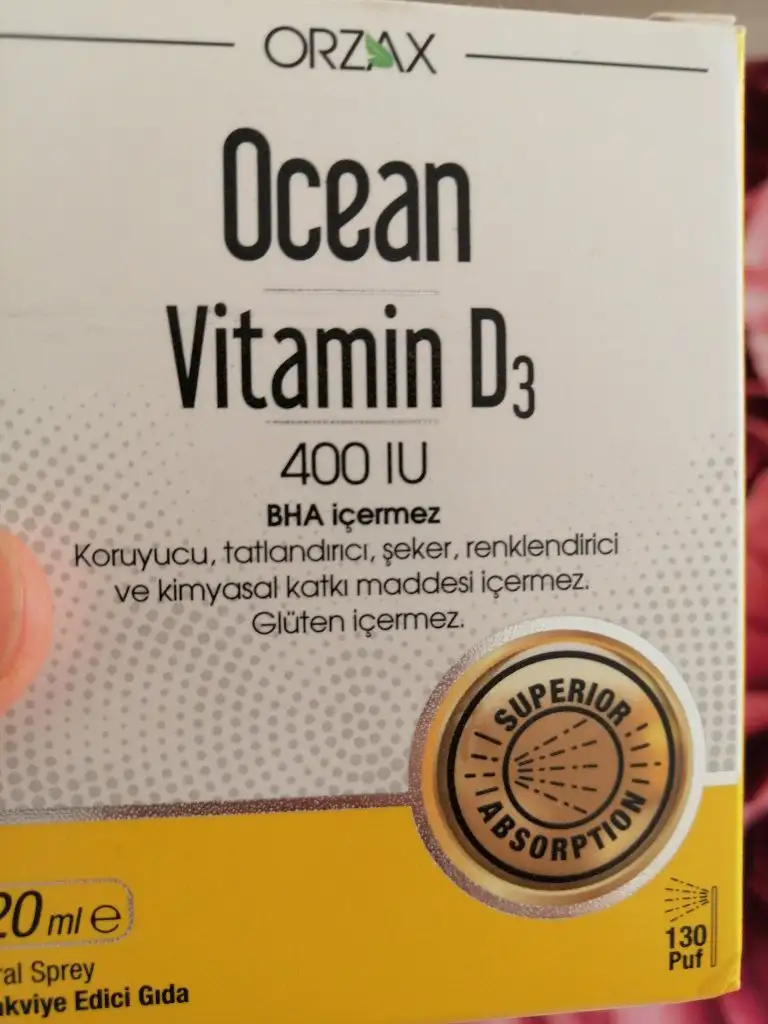 ORZAX
Ocean
Vitamin D3
400 IU
BHA içermez
Koruyucu, tatlandırıcı, şeker, renklendirici
ve kimyasal katkı maddesi içermez.
Glüten içermez.
SUPERIOR
ABSORPTION
20 ml e
130
Puf
Sprey
Edici Gıda